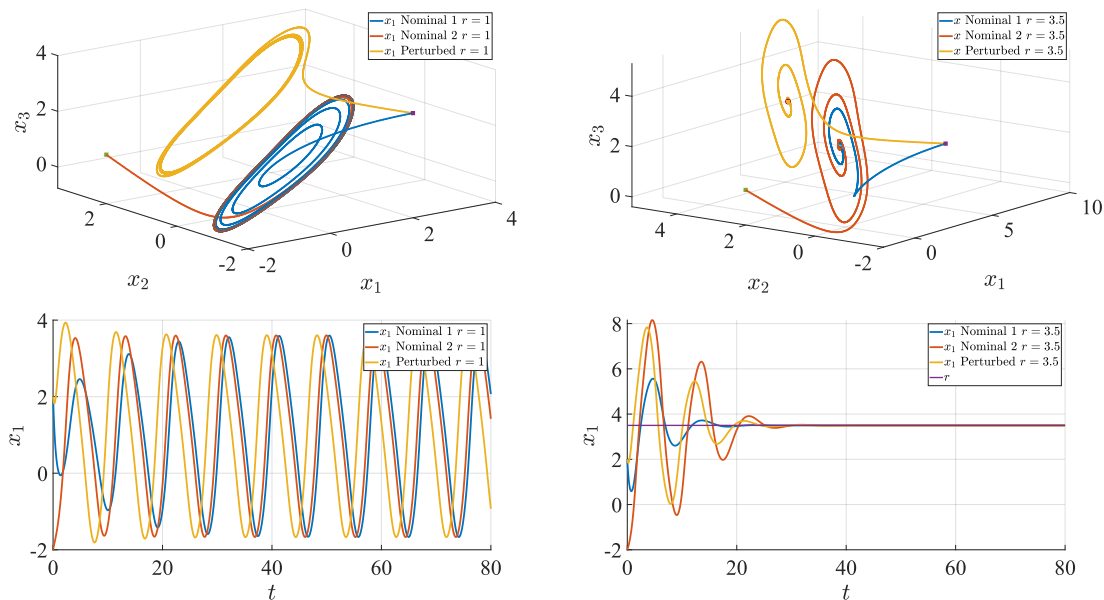 x₁ Nominal 1 r = 1
x₁ Nominal 2 r = 1
x₁ Perturbed r = 1
4
2
0
x₃
2
0
-2
x₂
-2
0
2
4
x₁
x Nominal 1 r = 3.5
x Nominal 2 r = 3.5
x Perturbed r = 3.5
4
2
0
x₃
4
2
0
-2
x₂
0
5
10
x₁
x₁ Nominal 1 r = 1
x₁ Nominal 2 r = 1
x₁ Perturbed r = 1
4
2
0
-2
x₁
0 20 40 60 80
t
x₁ Nominal 1 r = 3.5
x₁ Nominal 2 r = 3.5
x₁ Perturbed r = 3.5
r
8
6
4
2
0
-2
x₁
0 20 40 60 80
t